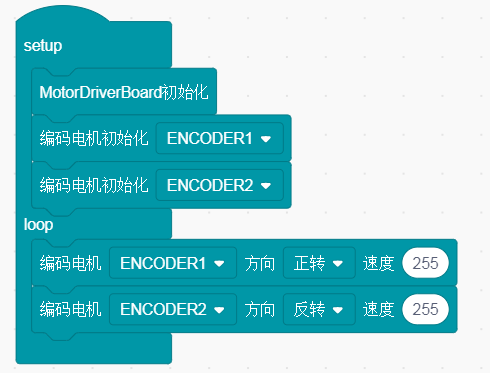 setup
MotorDriverBoard初始化
编码电机初始化 ENCODER1
编码电机初始化 ENCODER2
loop
编码电机 ENCODER1 方向 正转 速度 255
编码电机 ENCODER2 方向 反转 速度 255